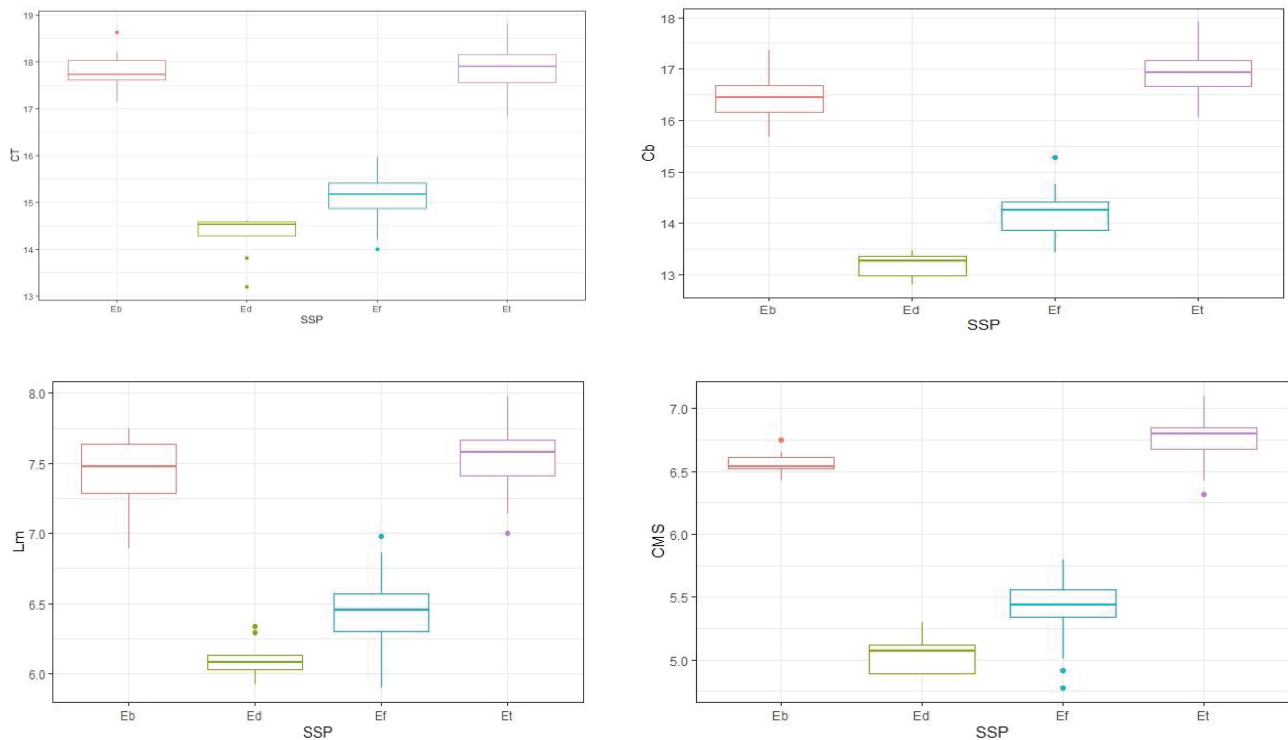 CT
19
18
17
16
15
14
13
Eb Ed Ef Et
SSP
Cb
18
17
16
15
14
13
Eb Ed Ef Et
SSP
Lm
8.0
7.5
7.0
6.5
6.0
Eb Ed Ef Et
SSP
CMS
7.0
6.5
6.0
5.5
5.0
Eb Ed Ef Et
SSP